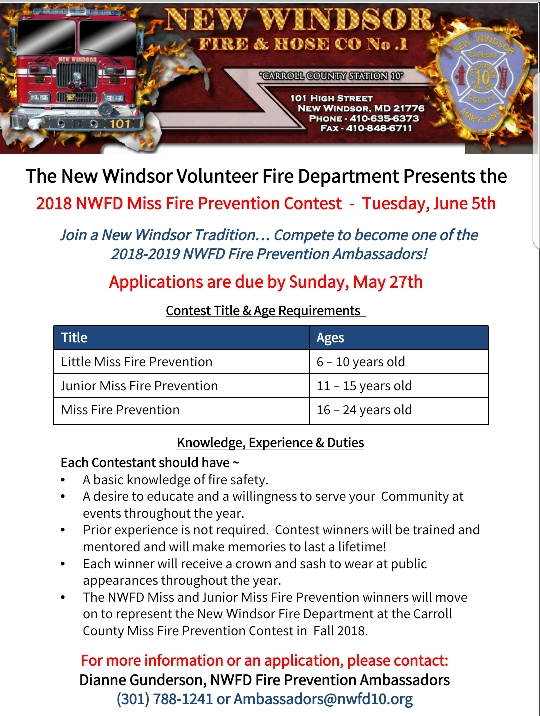 NEW WINDSOR
FIRE & HOSE CO No.1
"CARROLL COUNTY STATION 10"
101 HIGH STREET
NEW WINDSOR, MD 21776
PHONE - 410-635-6373
FAX - 410-848-6711
NEW WINDSOR
101
NEW WINDSOR
10
MARYLAND
The New Windsor Volunteer Fire Department Presents the
2018 NWFD Miss Fire Prevention Contest - Tuesday, June 5th
Join a New Windsor Tradition... Compete to become one of the
2018-2019 NWFD Fire Prevention Ambassadors!
Applications are due by Sunday, May 27th
Contest Title & Age Requirements
Title Ages
Little Miss Fire Prevention 6 – 10 years old
Junior Miss Fire Prevention 11 – 15 years old
Miss Fire Prevention 16 – 24 years old
Knowledge, Experience & Duties
Each Contestant should have ~
• A basic knowledge of fire safety.
• A desire to educate and a willingness to serve your Community at
events throughout the year.
• Prior experience is not required. Contest winners will be trained and
mentored and will make memories to last a lifetime!
• Each winner will receive a crown and sash to wear at public
appearances throughout the year.
• The NWFD Miss and Junior Miss Fire Prevention winners will move
on to represent the New Windsor Fire Department at the Carroll
County Miss Fire Prevention Contest in Fall 2018.
For more information or an application, please contact:
Dianne Gunderson, NWFD Fire Prevention Ambassadors
(301) 788-1241 or Ambassadors@nwfd10.org